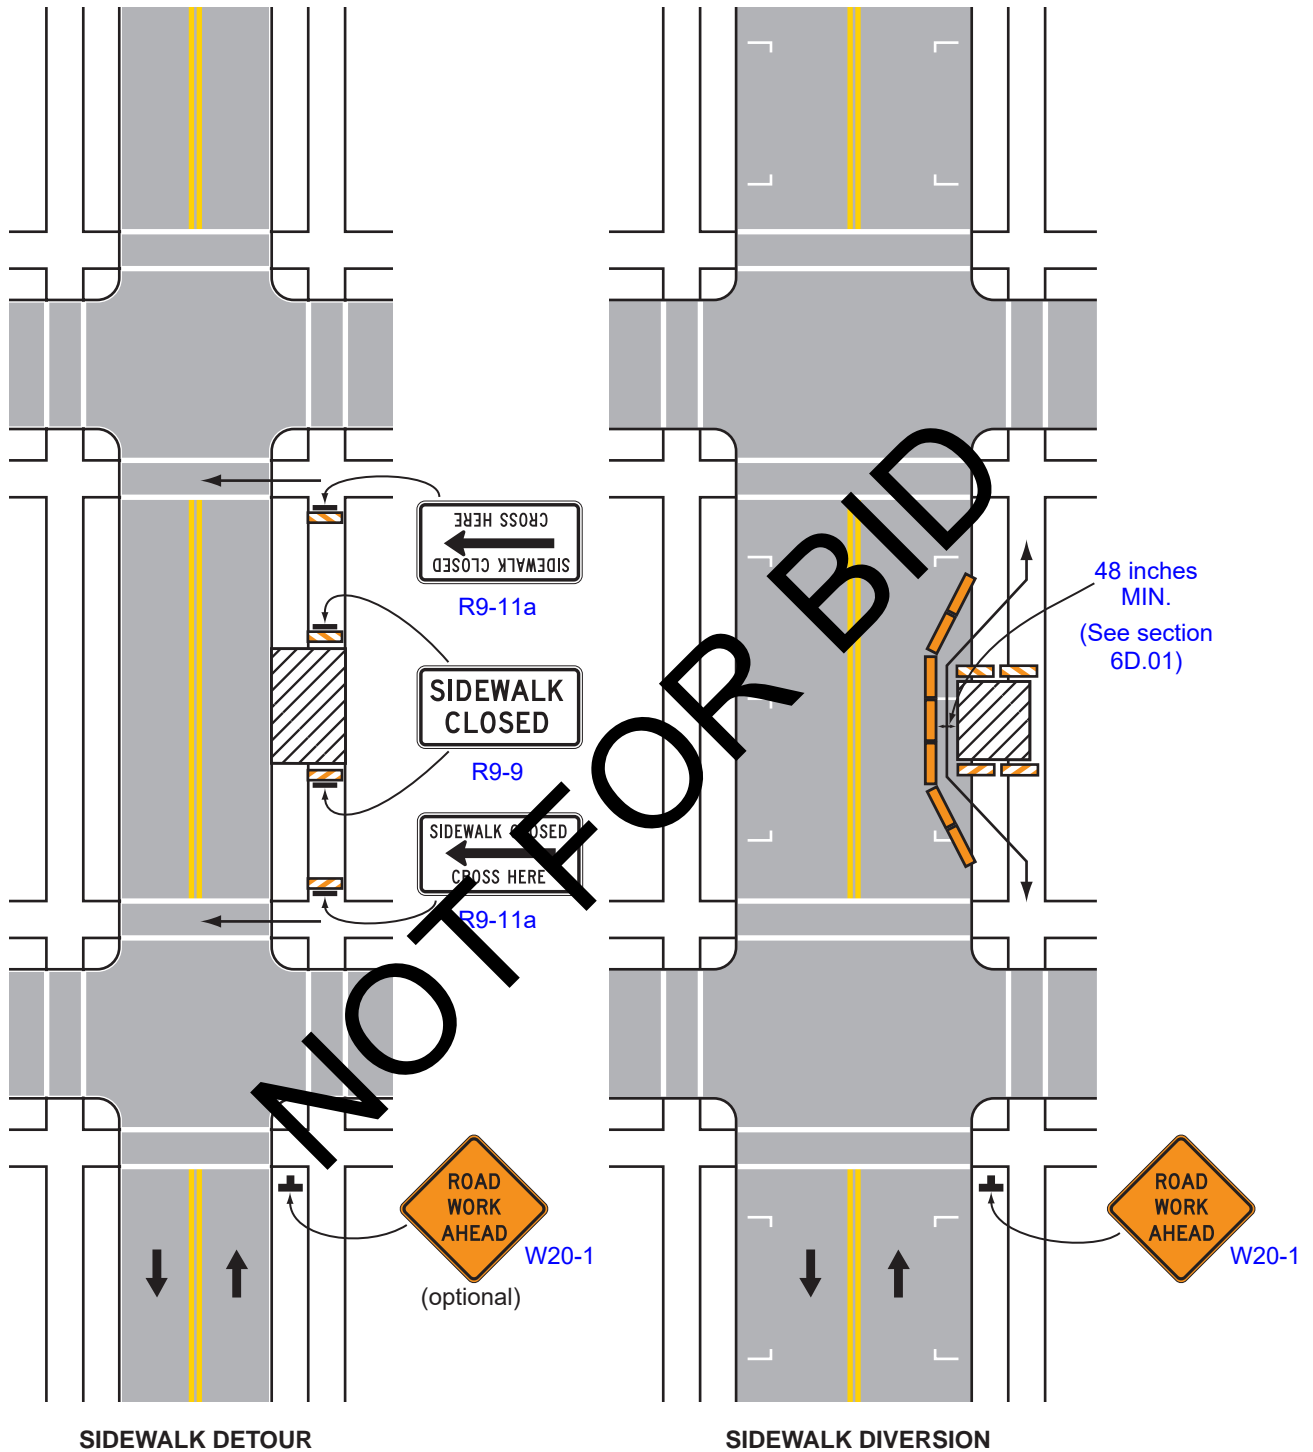 SIDEWALK CLOSED
CROSS HERE
R9-11a
48 inches
MIN.
(See section
6D.01)
SIDEWALK
CLOSED
R9-9
SIDEWALK CLOSED
CROSS HERE
R9-11a
NOT FOR BID
ROAD
WORK
AHEAD
W20-1
(optional)
ROAD
WORK
AHEAD
W20-1
SIDEWALK DETOUR
SIDEWALK DIVERSION